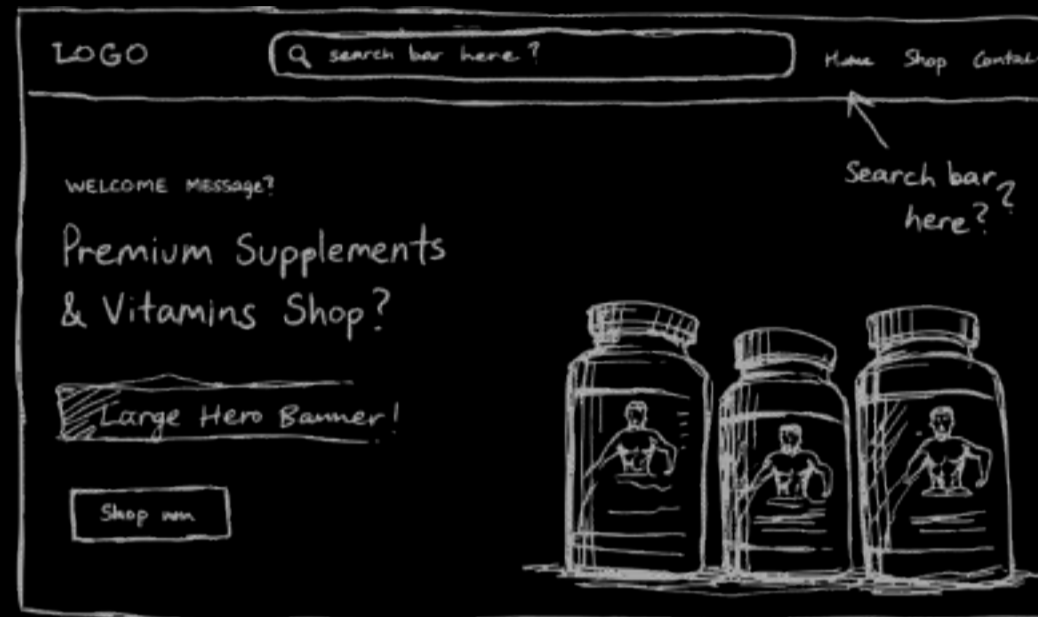 LOGO
search bar here?
Home Shop Contac
Search bar
here?
?
WELCOME MESSage?
Premium Supplements
& Vitamins Shop?
Large Hero Banner!
Shop